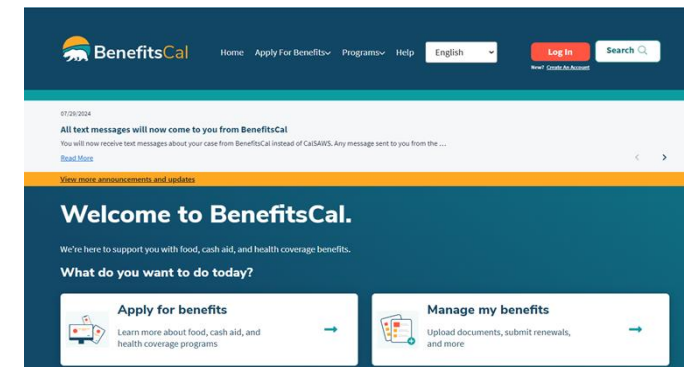 BenefitsCal
Home Apply For Benefits Programs Help English Log In Search
New? Create An Account
07/29/2024
All text messages will now come to you from BenefitsCal
You will now receive text messages about your case from BenefitsCal instead of CalSAWS. Any message sent to you from the ...
Read More
View more announcements and updates
Welcome to BenefitsCal.
We're here to support you with food, cash aid, and health coverage benefits.
What do you want to do today?
Apply for benefits
Learn more about food, cash aid, and
health coverage programs
Manage my benefits
Upload documents, submit renewals,
and more